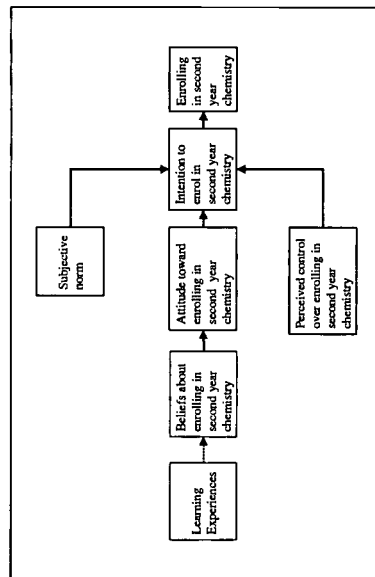 Subjective
norm
Learning
Experiences
Beliefs about
enrolling in
second year
chemistry
Attitude toward
enrolling in
second year
chemistry
Intention to
enrol in
second year
chemistry
Enrolling
in second
year
chemistry
Perceived control
over enrolling in
second year
chemistry